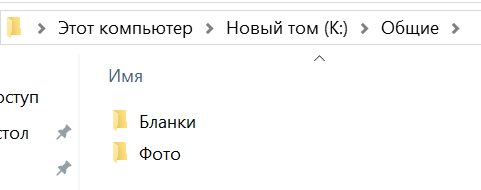 Этот компьютер > Новый том (K:) > Общие >
Имя
Бланки
оступ
Фото
стол